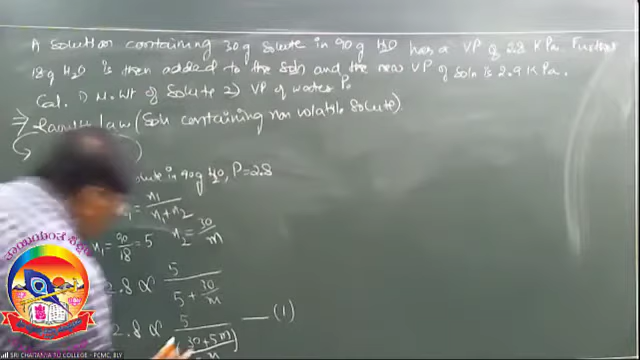 A Solution containing 30g solute in 90g H2O has a VP of 2.8 KPa. Further
18g H2O is then added to the soln and the new VP of soln is 2.9 KPa.
Cal. 1) M.Wt of Solute 2) VP of water P₀
⇒ Raoult's law (Soln containing non volatile Solute).
solute in 90g H2O, P = 2.8
= n1/(n1+n2)
n1 = 90/18 = 5 n2 = 30/m
2.8 ∝ 5/(5 + 30/m)
2.8 ∝ 5/(30+5m) — (1)
SRI CHAITANYA PU COLLEGE - PCMC, BLY